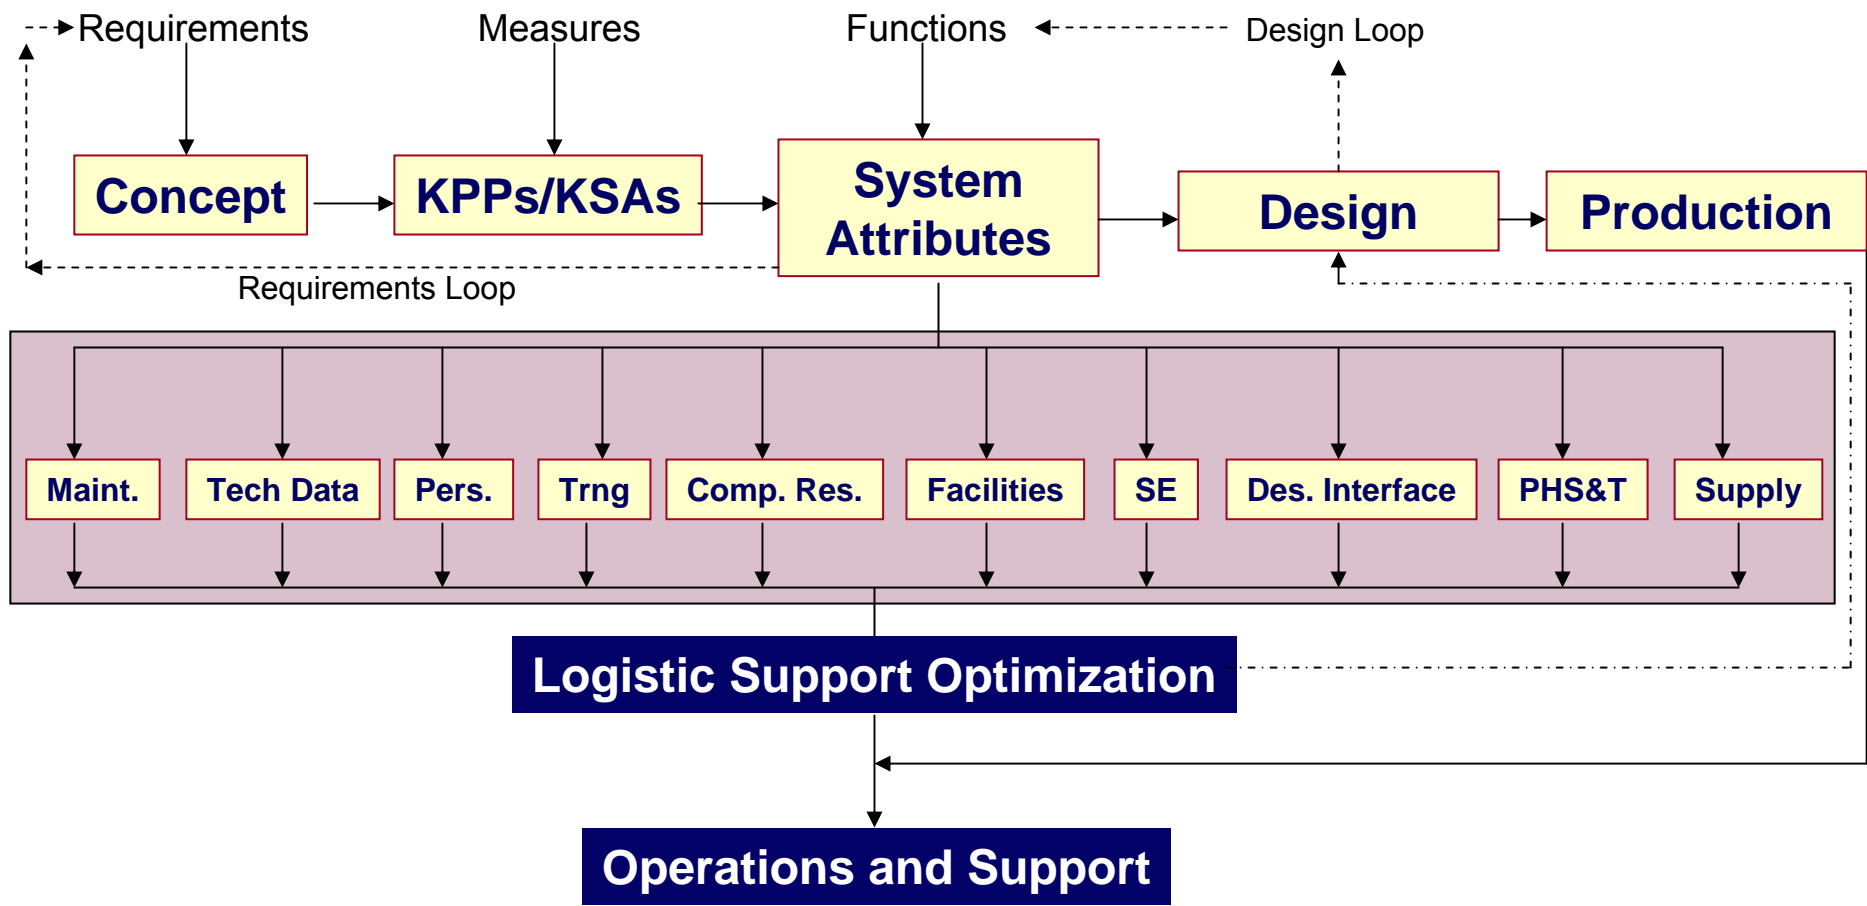 Requirements
Measures
Functions
Design Loop
Concept
KPPs/KSAs
System
Attributes
Design
Production
Requirements Loop
Maint.
Tech Data
Pers.
Trng
Comp. Res.
Facilities
SE
Des. Interface
PHS&T
Supply
Logistic Support Optimization
Operations and Support